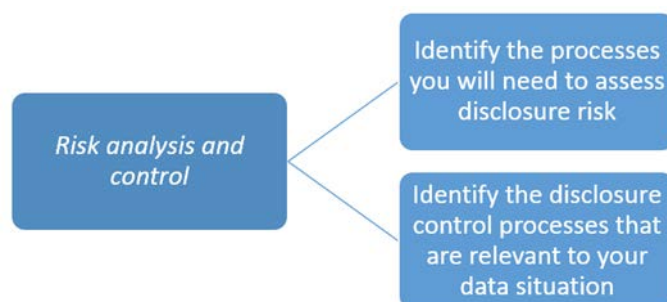 Risk analysis and
control
Identify the processes
you will need to assess
disclosure risk
Identify the disclosure
control processes that
are relevant to your
data situation